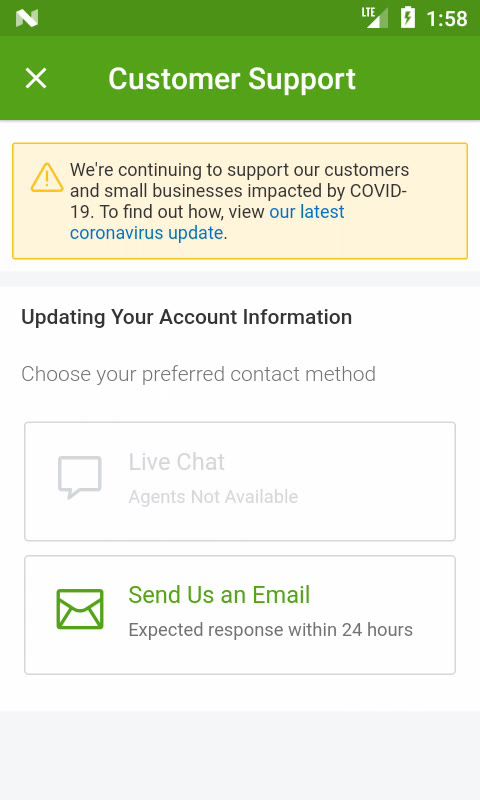 LTE
1:58
Customer Support
We're continuing to support our customers
and small businesses impacted by COVID-
19. To find out how, view our latest
coronavirus update.
Updating Your Account Information
Choose your preferred contact method
Live Chat
Agents Not Available
Send Us an Email
Expected response within 24 hours